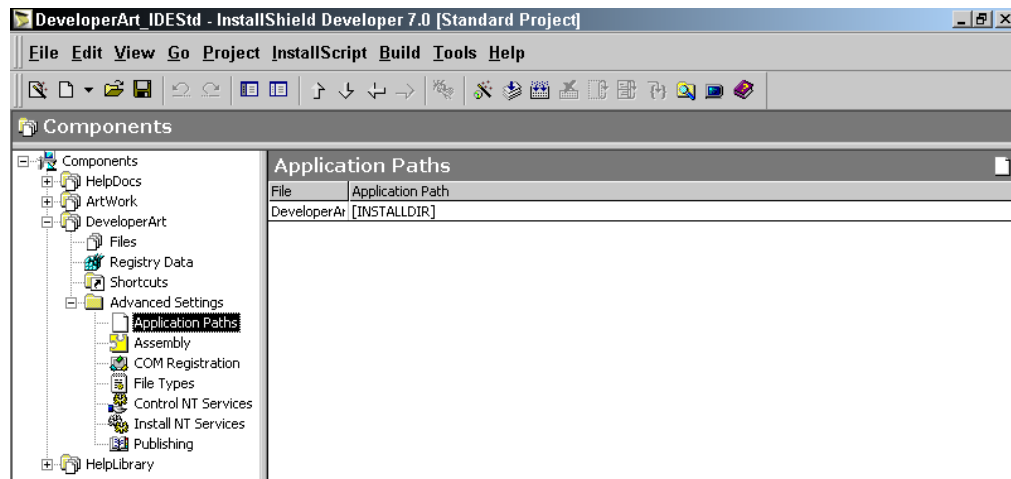 DeveloperArt_IDEStd - InstallShield Developer 7.0 [Standard Project]
File Edit View Go Project InstallScript Build Tools Help
Components
Components
HelpDocs
ArtWork
DeveloperArt
Files
Registry Data
Shortcuts
Advanced Settings
Application Paths
Assembly
COM Registration
File Types
Control NT Services
Install NT Services
Publishing
HelpLibrary
Application Paths
File Application Path
DeveloperAr [INSTALLDIR]